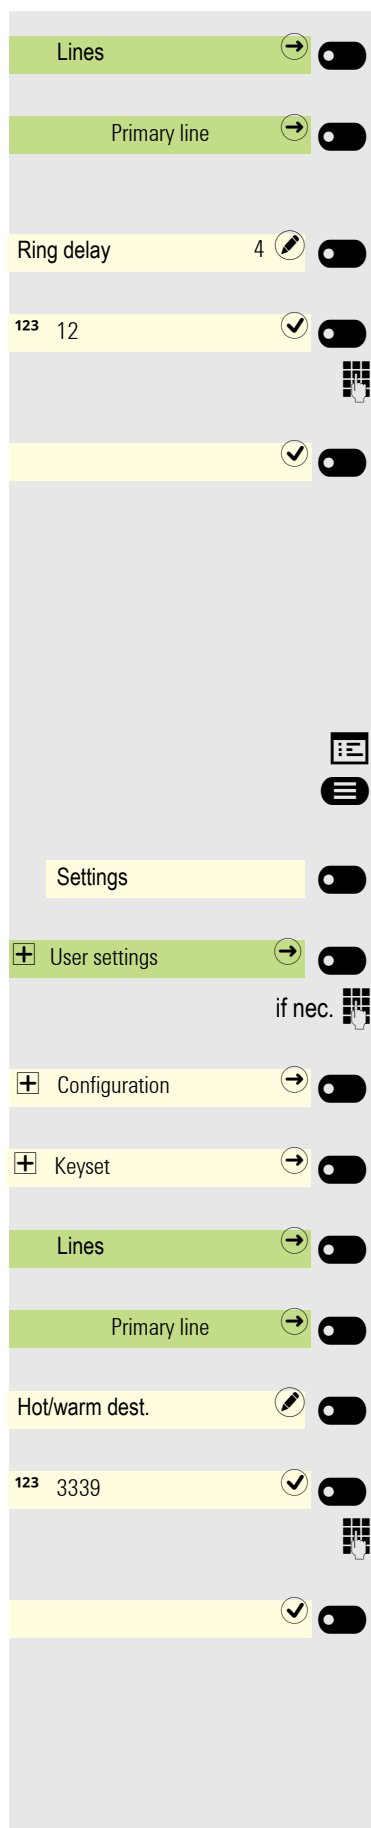 Lines
Primary line
Ring delay 4
123 12
Settings
User settings
if nec.
Configuration
Keyset
Lines
Primary line
Hot/warm dest.
123 3339